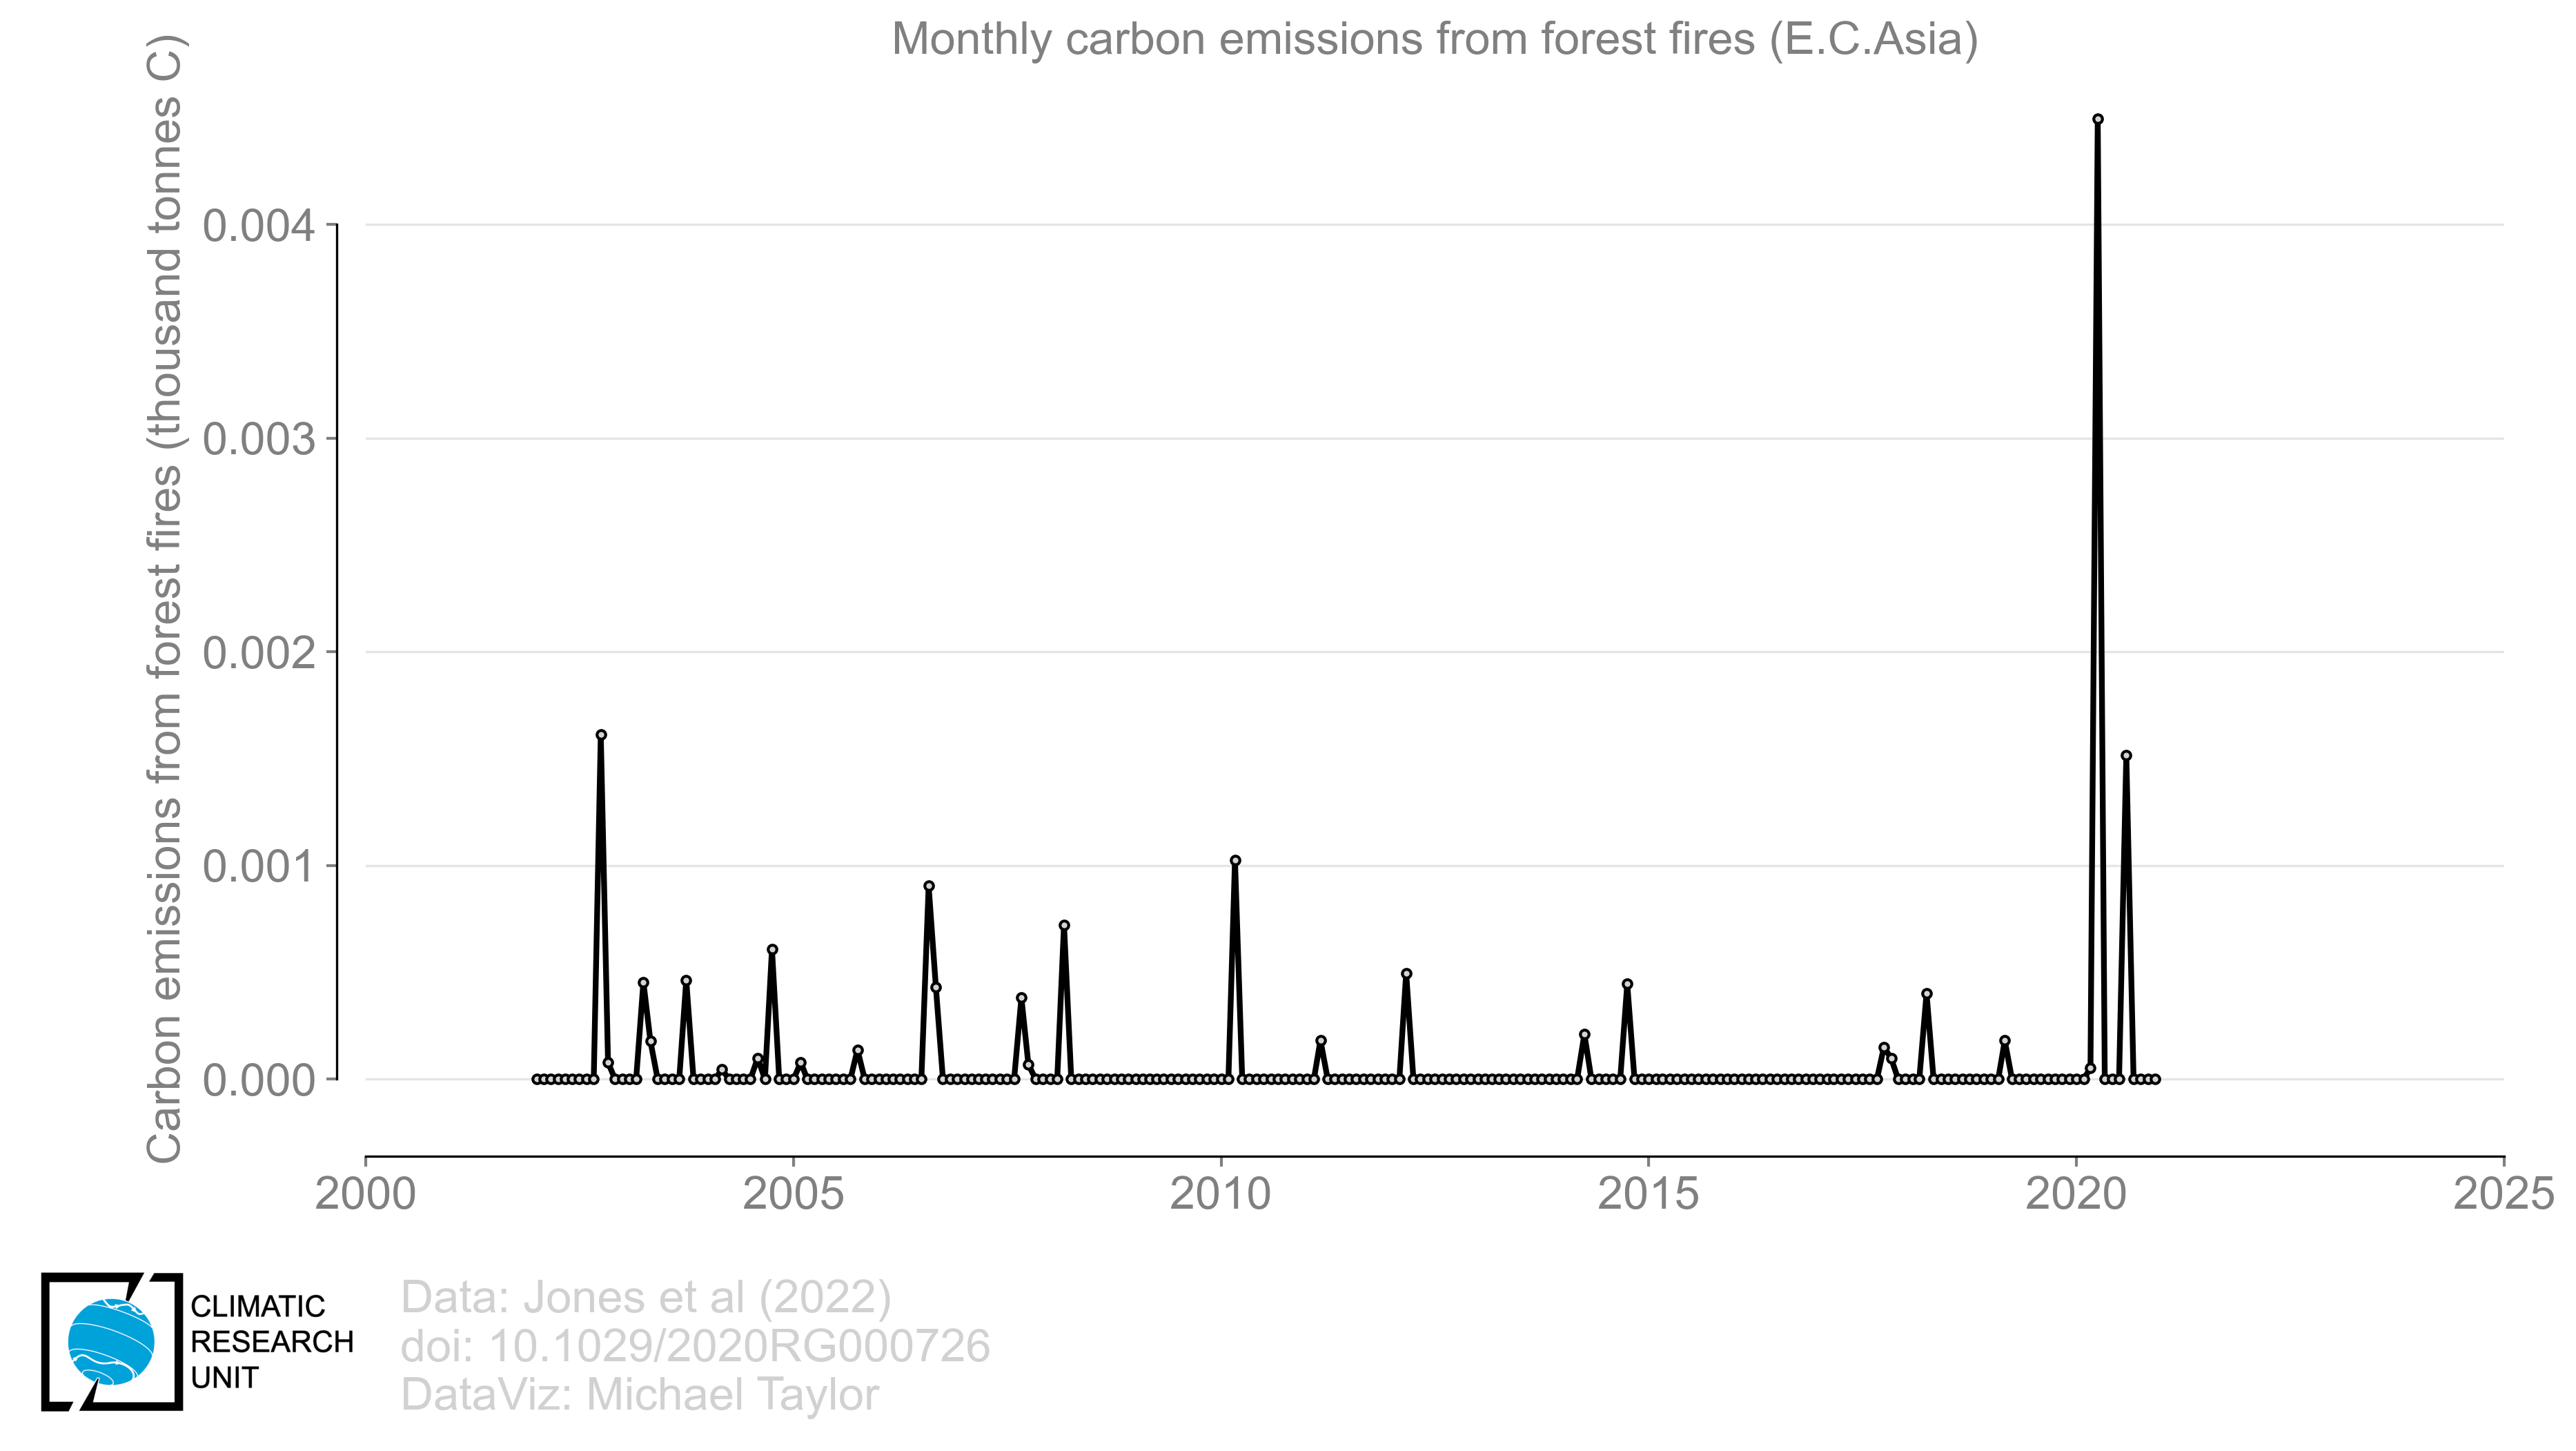 Monthly carbon emissions from forest fires (E.C.Asia)
Carbon emissions from forest fires (thousand tonnes C)
0.004
0.003
0.002
0.001
0.000
2000 2005 2010 2015 2020 2025
CLIMATIC
RESEARCH
UNIT
Data: Jones et al (2022)
doi: 10.1029/2020RG000726
DataViz: Michael Taylor